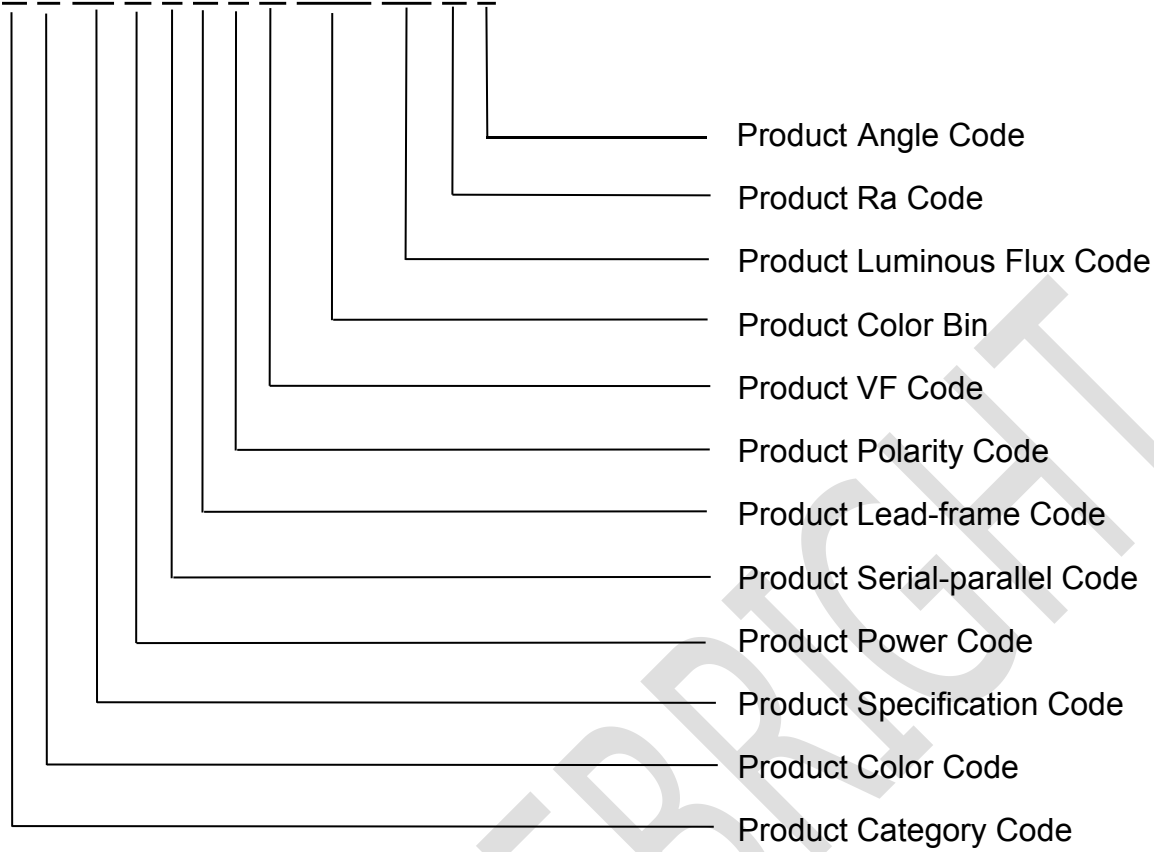 Product Angle Code
Product Ra Code
Product Luminous Flux Code
Product Color Bin
Product VF Code
Product Polarity Code
Product Lead-frame Code
Product Serial-parallel Code
Product Power Code
Product Specification Code
Product Color Code
Product Category Code
EBRIGHT